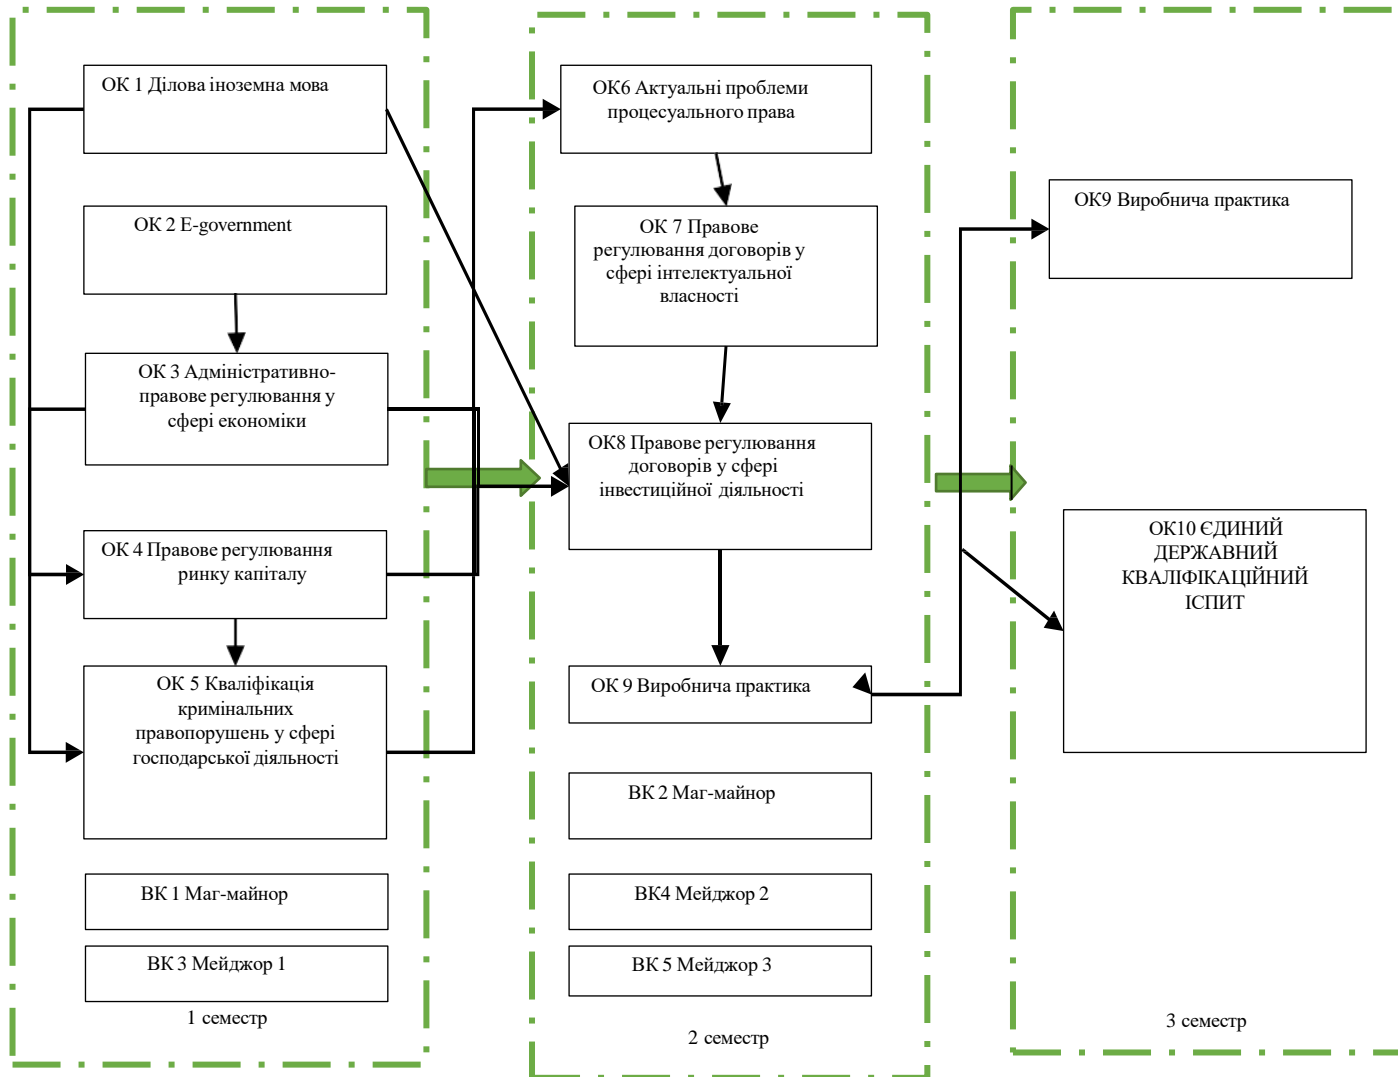 ОК 1 Ділова іноземна мова
ОК 2 E-government
ОК 3 Адміністративно-
правове регулювання у
сфері економіки
ОК 4 Правове регулювання
ринку капіталу
ОК 5 Кваліфікація
кримінальних
правопорушень у сфері
господарської діяльності
ВК 1 Маг-майнор
ВК 3 Мейджор 1
1 семестр
ОК6 Актуальні проблеми
процесуального права
ОК 7 Правове
регулювання договорів у
сфері інтелектуальної
власності
ОК8 Правове регулювання
договорів у сфері
інвестиційної діяльності
ОК 9 Виробнича практика
ВК 2 Маг-майнор
ВК4 Мейджор 2
ВК 5 Мейджор 3
2 семестр
ОК9 Виробнича практика
ОК10 ЄДИНИЙ
ДЕРЖАВНИЙ
КВАЛІФІКАЦІЙНИЙ
ІСПИТ
3 семестр